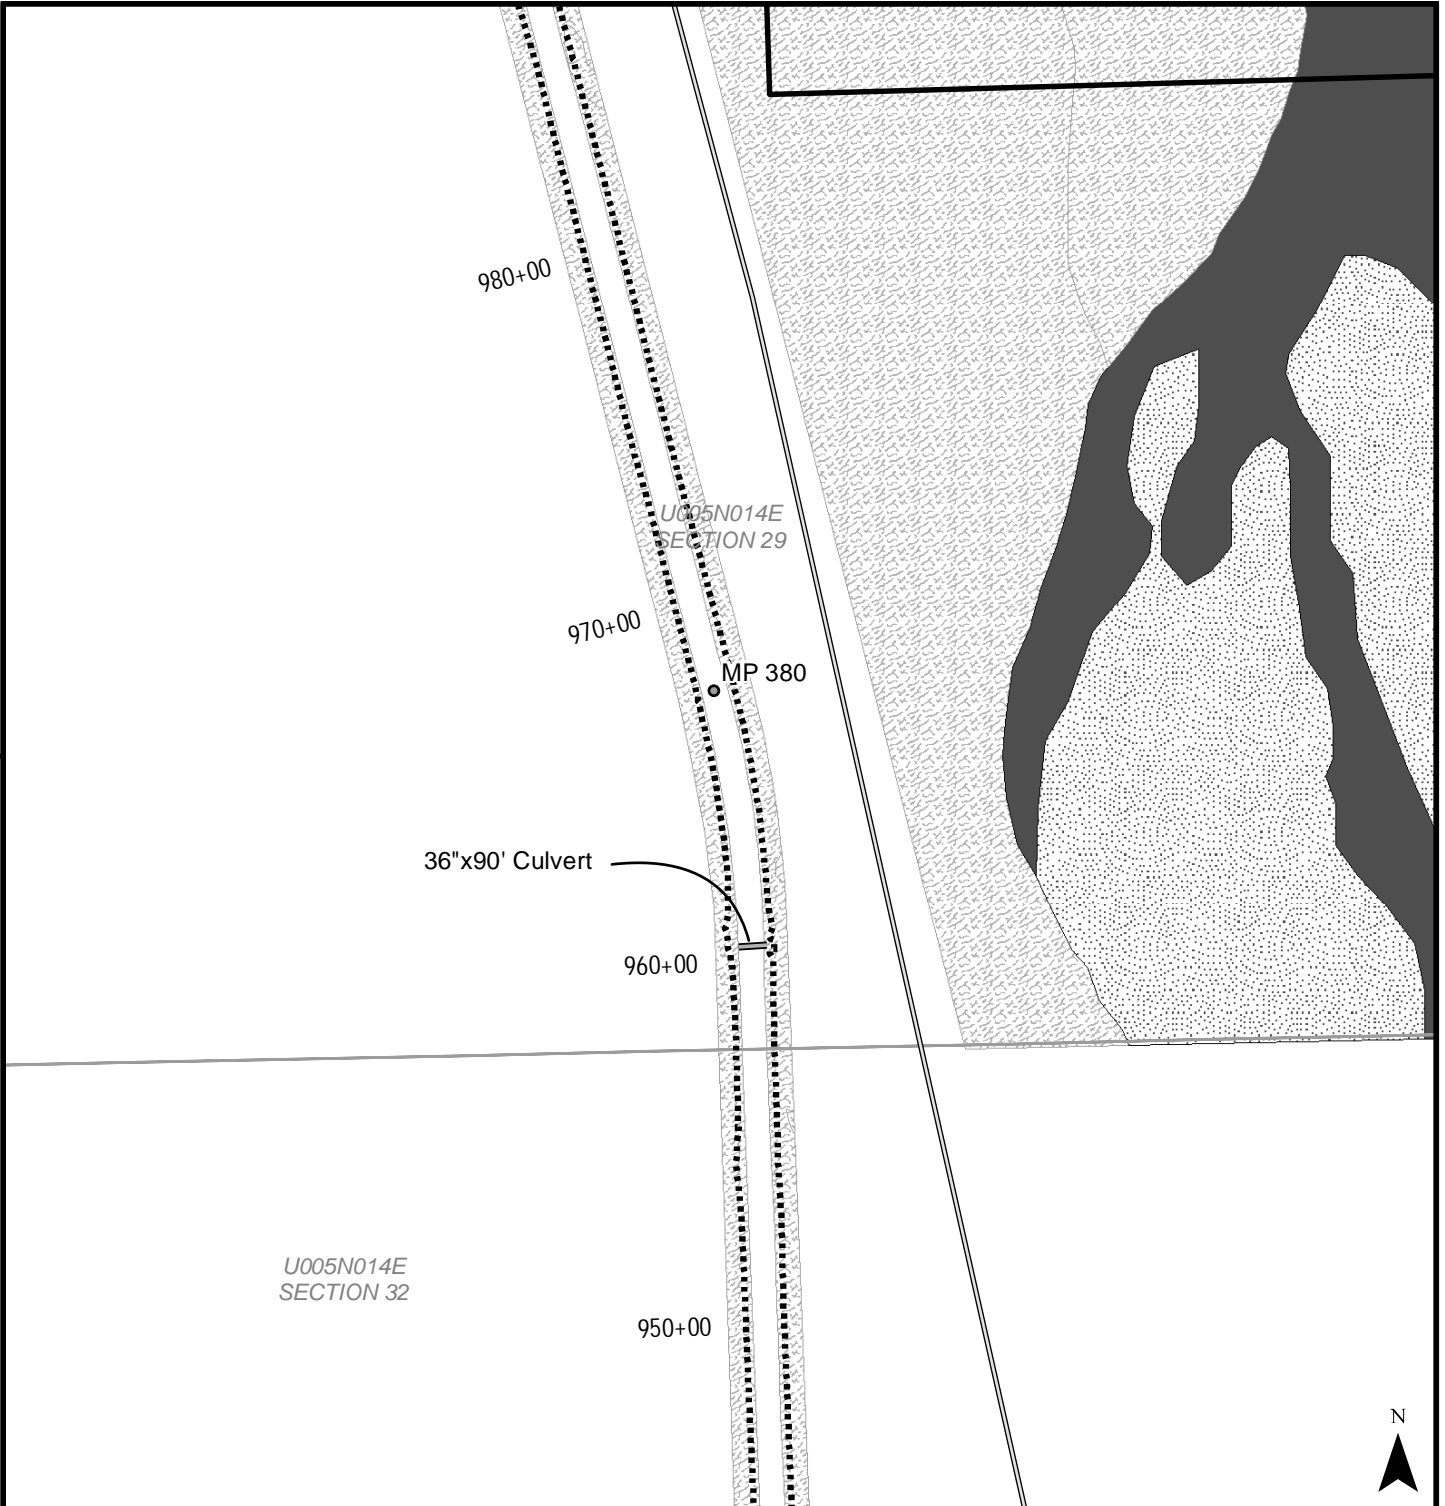 980+00
U005N014E
SECTION 29
970+00
MP 380
36"x90' Culvert
960+00
U005N014E
SECTION 32
950+00
N